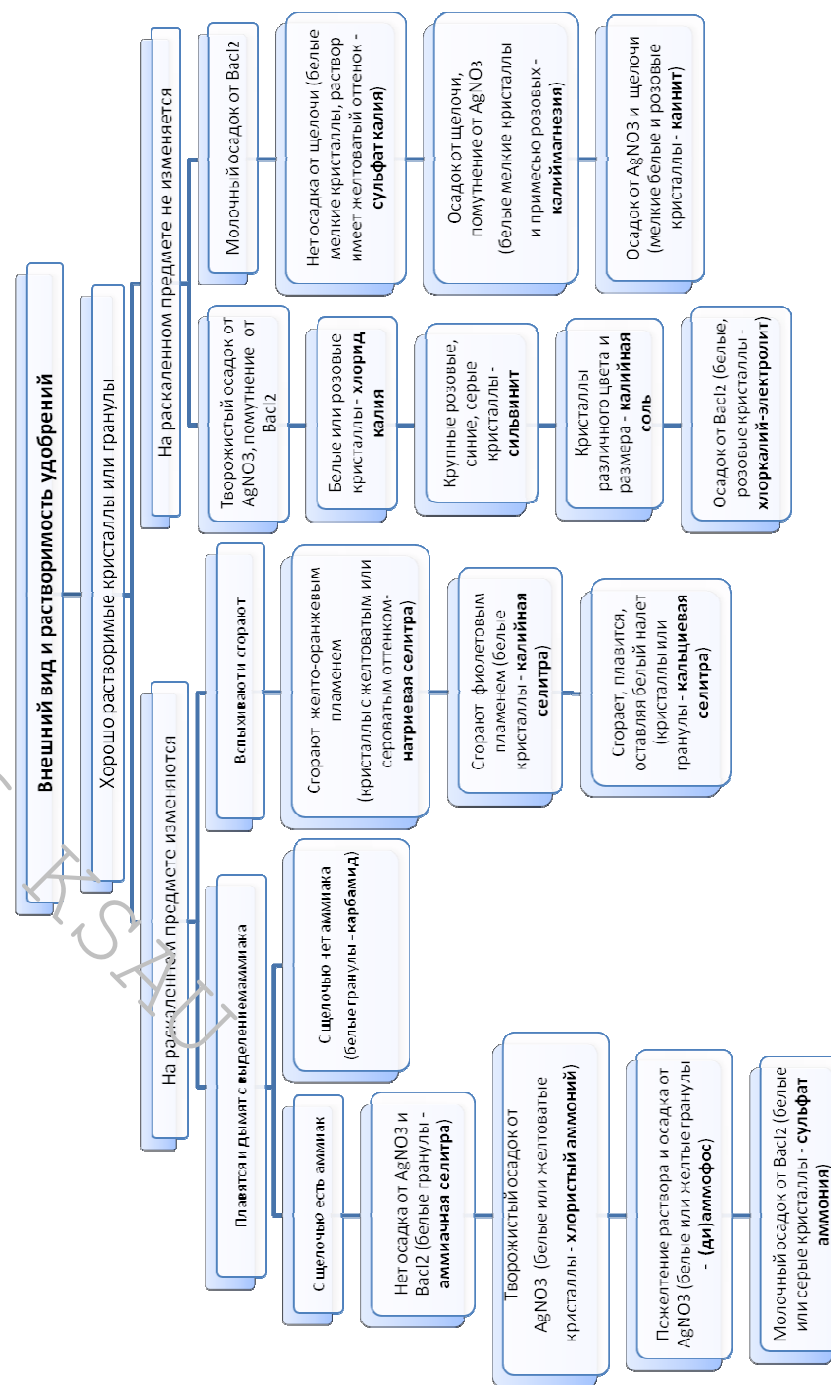 Внешний вид и растворимость удобрений
Хорошо растворимые кристаллы или гранулы
На раскаленном предмете изменяются
На раскаленном предмете не изменяется
Плавятся и дымят с выделением аммиака
Вспыхивают и сгорают
Творожистый осадок от
AgNO3, помутнение от
Bacl2
Молочный осадок от Bacl2
С щелочью есть аммиак
Нет осадка от AgNO3 и
Bacl2 (белые гранулы -
аммиачная селитра)
Творожистый осадок от
AgNO3 (белые или желтоватые
кристаллы - хлористый аммоний)
Пожелтение раствора и осадка от
AgNO3 (белые или желтые гранулы
- (ди)аммофос)
Молочный осадок от Bacl2 (белые
или серые кристаллы - сульфат
аммония)
С щелочью нет аммиака
(белые гранулы - карбамид)
Сгорают желто-оранжевым
пламенем
(кристаллы с желтоватым или
сероватым оттенком-
натриевая селитра)
Сгорают фиолетовым
пламенем (белые
кристаллы - калийная
селитра)
Сгорает, плавится,
оставляя белый налет
(кристаллы или
гранулы - кальциевая
селитра)
Белые или розовые
кристаллы - хлорид
калия
Крупные розовые,
синие, серые
кристаллы -
сильвинит
Кристаллы
различного цвета и
размера - калийная
соль
Осадок от Bacl2 (белые,
розовые кристаллы -
хлоркалий-электролит)
Нет осадка от щелочи (белые
мелкие кристаллы, раствор
имеет желтоватый оттенок -
сульфат калия)
Осадок от щелочи,
помутнение от AgNO3
(белые мелкие кристаллы
и примесью розовых-
калиймагнезия)
Осадок от AgNO3 и щелочи
(мелкие белые и розовые
кристаллы - каинит)
KSAU